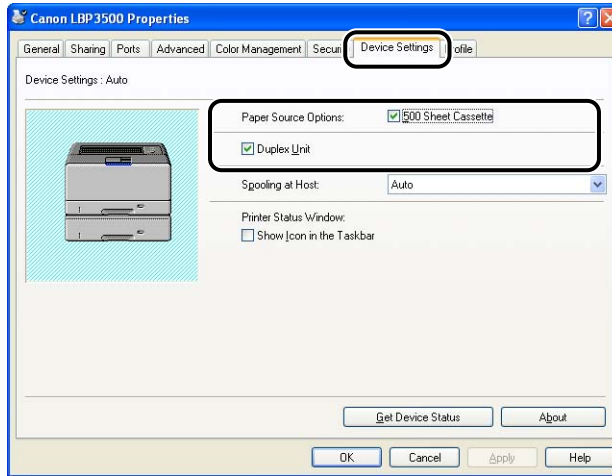 Canon LBP3500 Properties
General Sharing Ports Advanced Color Management Securi Device Settings ofile
Device Settings : Auto
Paper Source Options: 500 Sheet Cassette
Duplex Unit
Spooling at Host: Auto
Printer Status Window:
Show Icon in the Taskbar
1
1
Get Device Status About
OK Cancel Apply Help